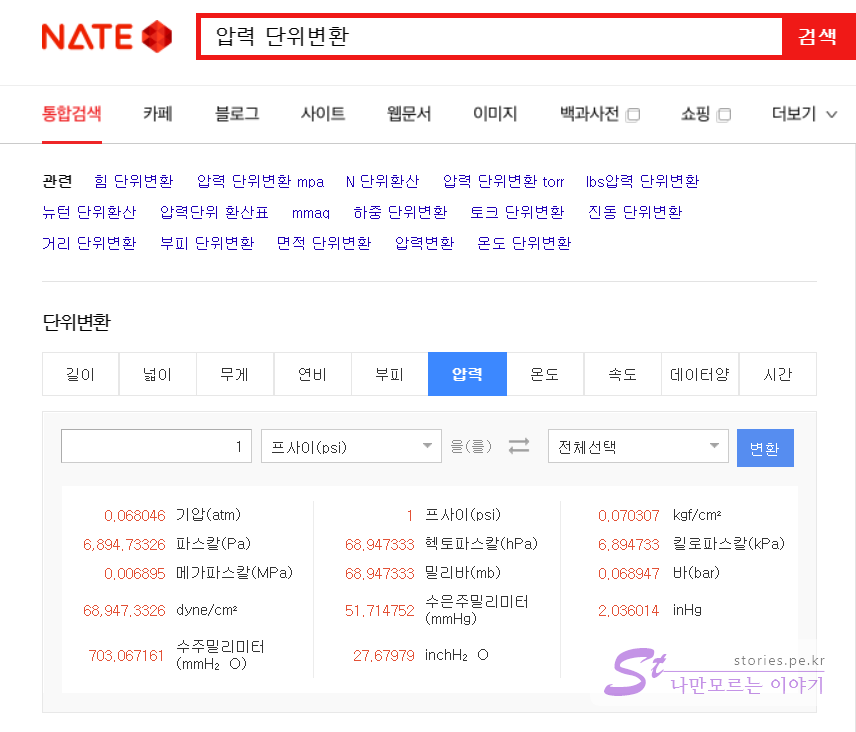 NATE 압력 단위변환 검색
통합검색 카페 블로그 사이트 웹문서 이미지 백과사전 쇼핑 더보기
관련 힘 단위변환 압력 단위변환 mpa N 단위환산 압력 단위변환 torr lbs압력 단위변환
뉴턴 단위환산 압력단위 환산표 mmaq 하중 단위변환 토크 단위변환 진동 단위변환
거리 단위변환 부피 단위변환 면적 단위변환 압력변환 온도 단위변환
단위변환
길이 넓이 무게 연비 부피 압력 온도 속도 데이터양 시간
1 프사이(psi) 을(를) 전체선택 변환
0.068046 기압(atm) 1 프사이(psi) 0.070307 kgf/cm²
6,894.73326 파스칼(Pa) 68.947333 헥토파스칼(hPa) 6.894733 킬로파스칼(kPa)
0.006895 메가파스칼(MPa) 68.947333 밀리바(mb) 0.068947 바(bar)
68,947.3326 dyne/cm² 51.714752 수은주밀리미터
(mmHg) 2.036014 inHg
703.067161 수주밀리미터
(mmH₂ O) 27.67979 inchH₂ O
St stories.pe.kr
나만모르는 이야기